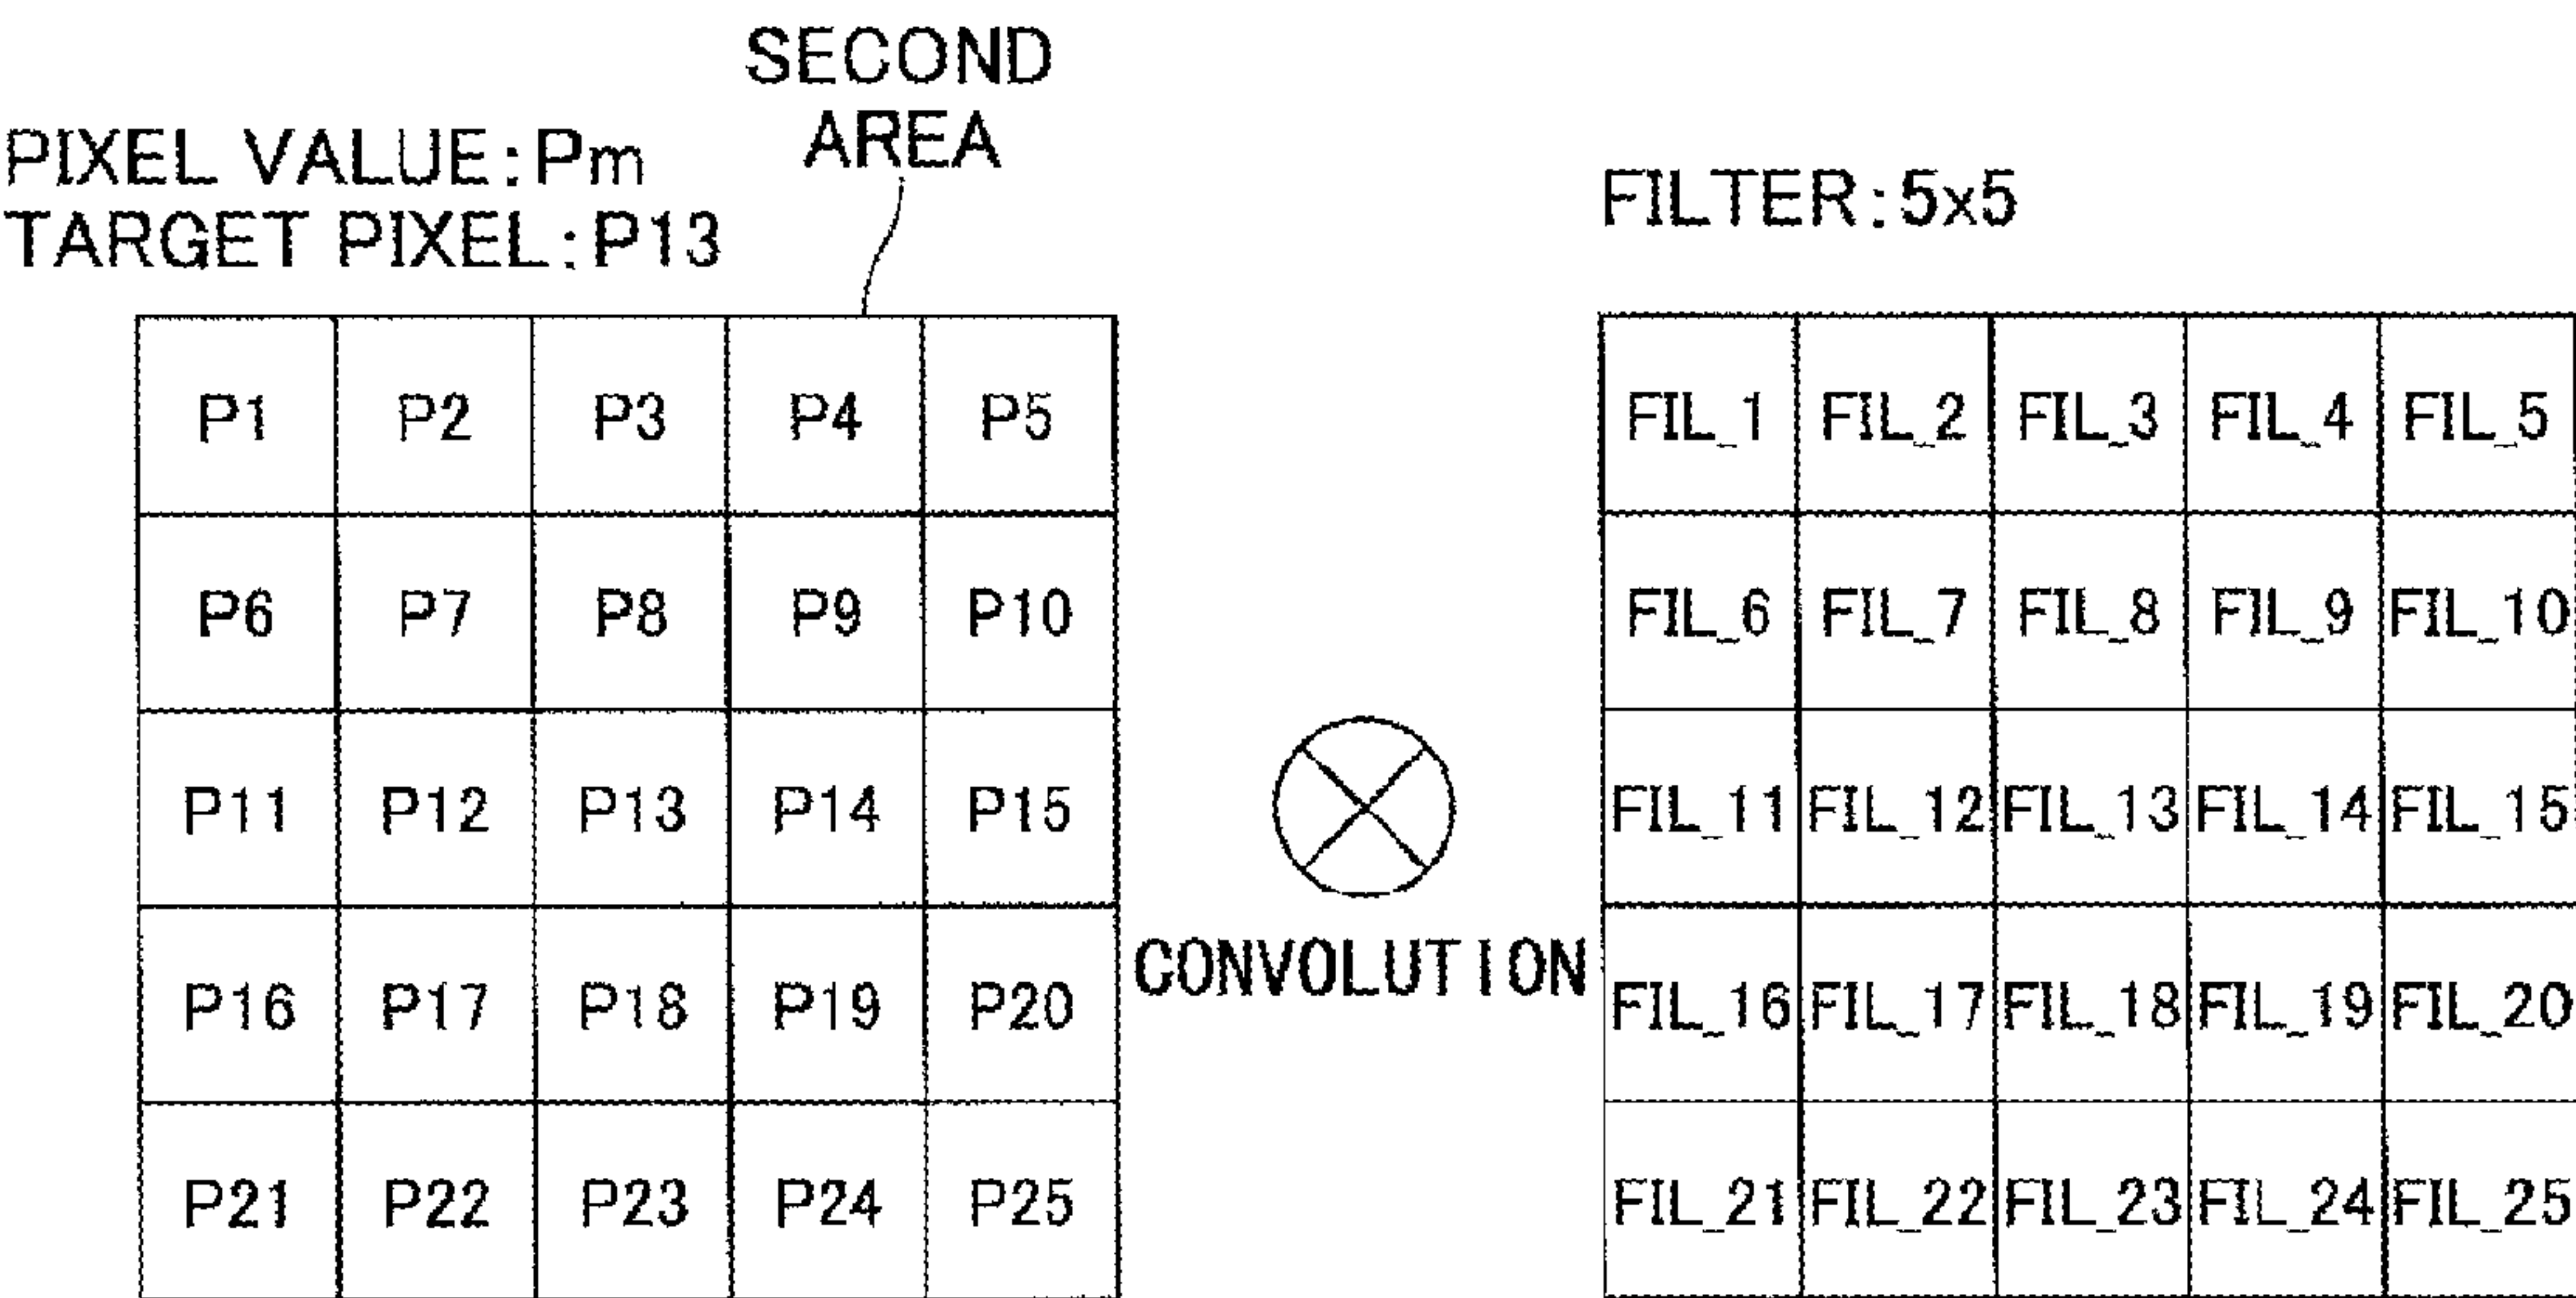 SECOND
AREA
PIXEL VALUE:Pm
TARGET PIXEL:P13
FILTER:5x5
P1 P2 P3 P4 P5
P6 P7 P8 P9 P10
P11 P12 P13 P14 P15
P16 P17 P18 P19 P20
P21 P22 P23 P24 P25
CONVOLUTION
FIL_1 FIL_2 FIL_3 FIL_4 FIL_5
FIL_6 FIL_7 FIL_8 FIL_9 FIL_10
FIL_11 FIL_12 FIL_13 FIL_14 FIL_15
FIL_16 FIL_17 FIL_18 FIL_19 FIL_20
FIL_21 FIL_22 FIL_23 FIL_24 FIL_25